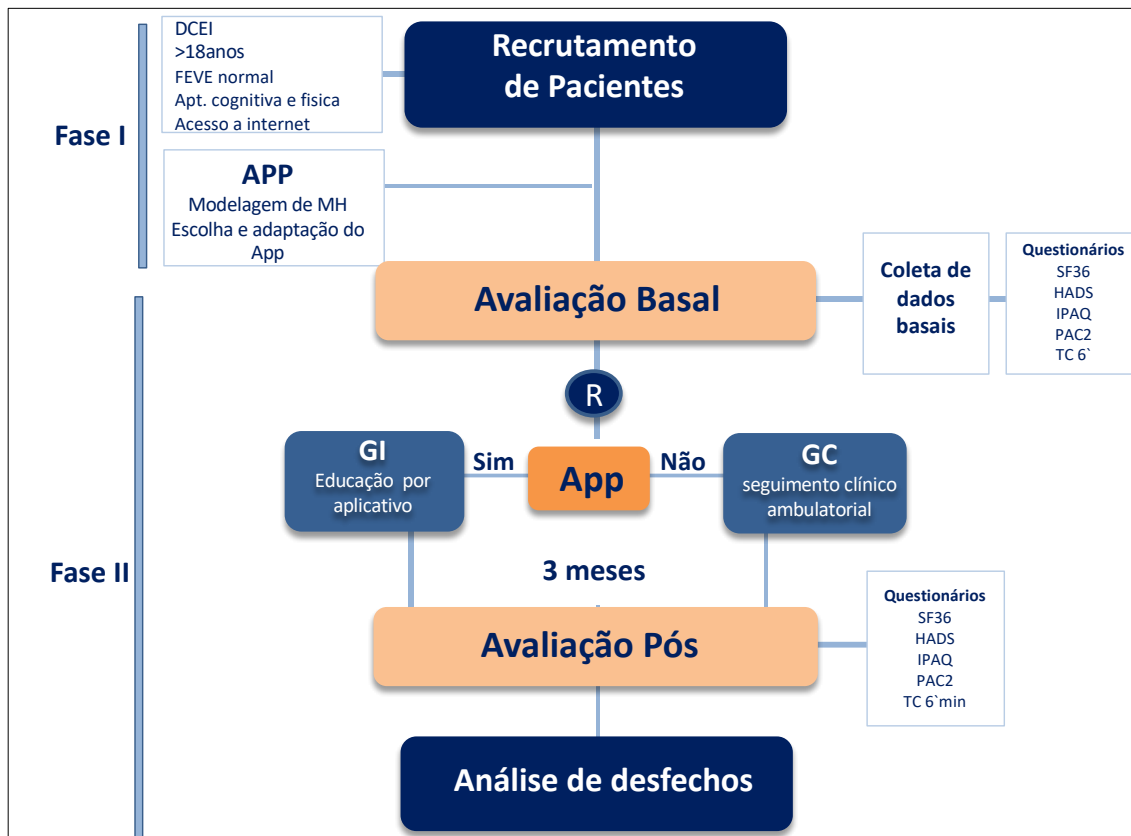 DCEI
>18anos
FEVE normal
Apt. cognitiva e fisica
Acesso a internet
Recrutamento
de Pacientes
Fase I
APP
Modelagem de MH
Escolha e adaptação do
App
Avaliação Basal
Coleta de
dados
basais
Questionários
SF36
HADS
IPAQ
PAC2
TC 6`
R
GI
Educação por
aplicativo
Sim
App
Não
GC
seguimento clínico
ambulatorial
Fase II
3 meses
Avaliação Pós
Questionários
SF36
HADS
IPAQ
PAC2
TC 6`min
Análise de desfechos